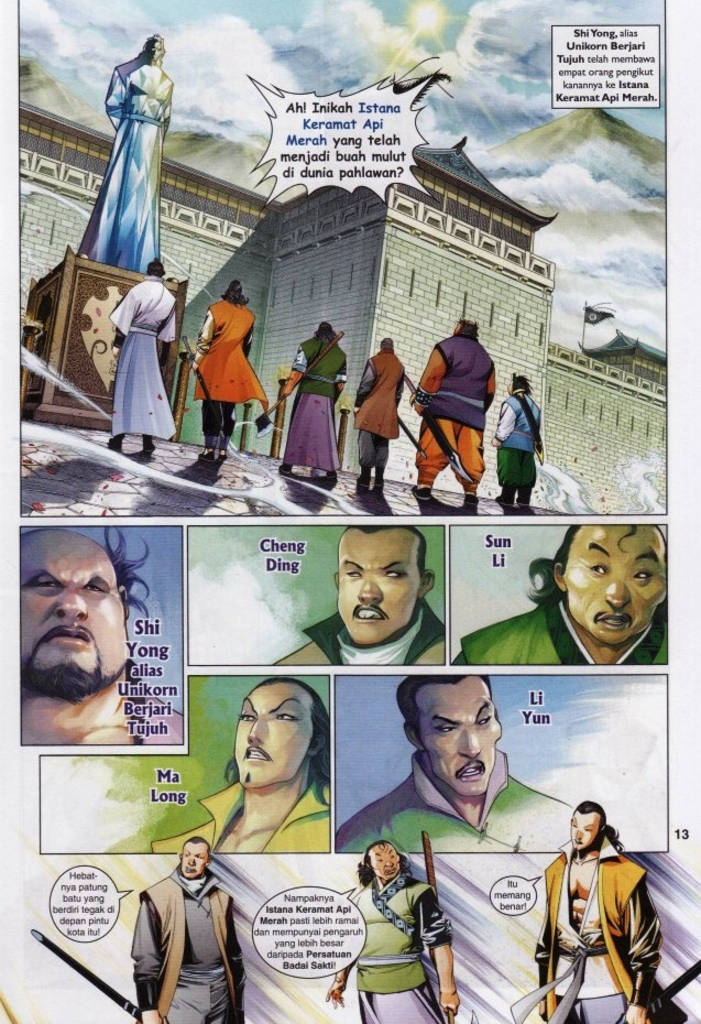 Shi Yong, alias
Unikorn Berjari
Tujuh telah membawa
empat orang pengikut
kanannya ke Istana
Keramat Api Merah.
Ah! Inikah Istana
Keramat Api
Merah yang telah
menjadi buah mulut
di dunia pahlawan?
Shi
Yong
alias
Unikorn
Berjari
Tujuh
Cheng
Ding
Sun
Li
Ma
Long
Li
Yun
13
Hebat-
nya patung
batu yang
berdiri tegak di
depan pintu
kota itu!
Nampaknya
Istana Keramat Api
Merah pasti lebih ramai
dan mempunyai pengaruh
yang lebih besar
daripada Persatuan
Badai Sakti!
Itu
memang
benar!